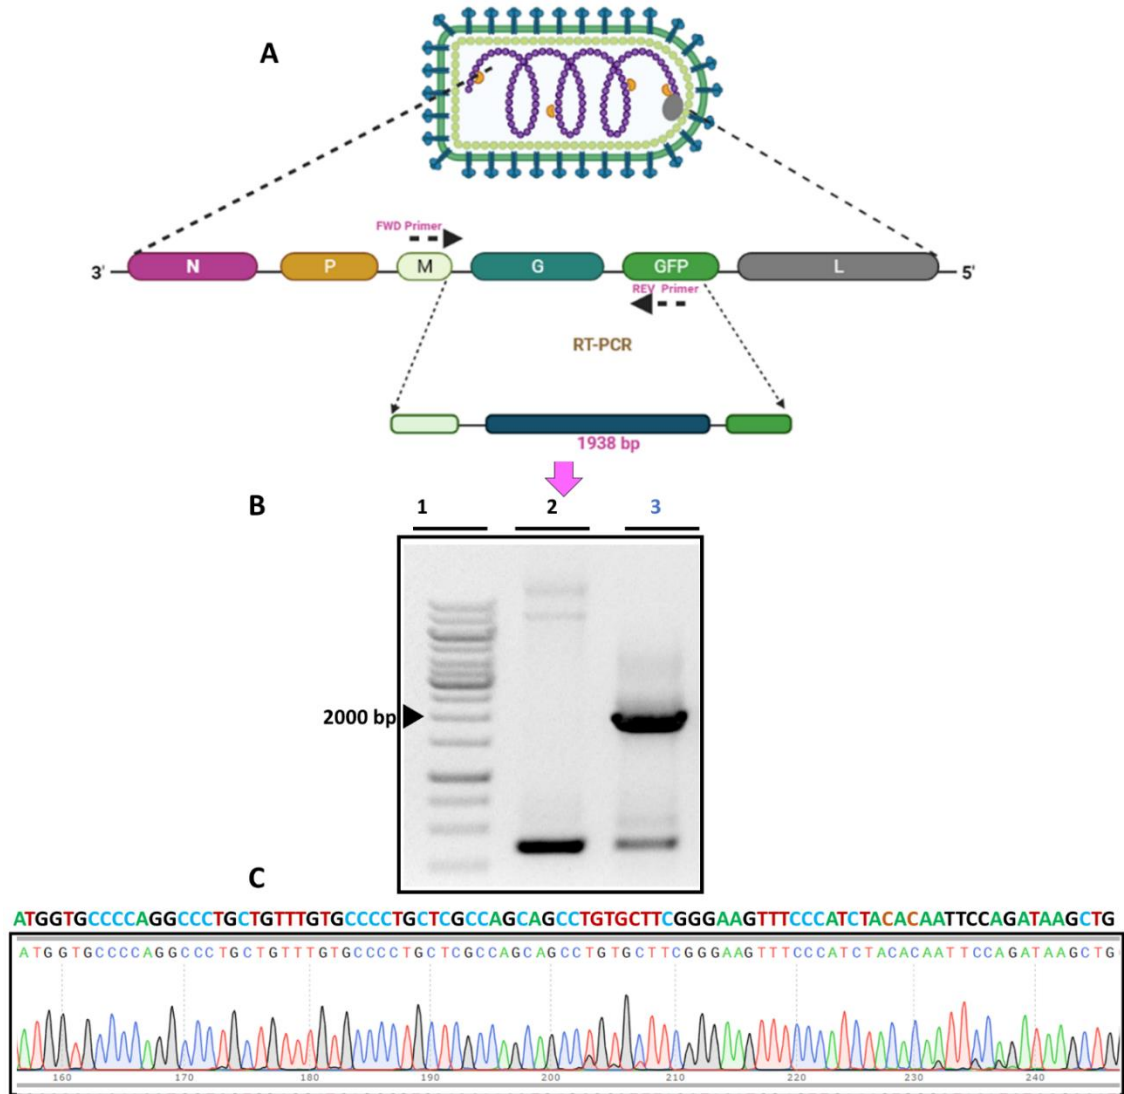 A
FWD Primer
3' N P M G GFP L 5'
REV Primer
RT-PCR
1938 bp
B
1 2 3
2000 bp
C
ATGGTGCCCCAGGCCCTGCTGTTTGTGCCCCTGCTCGCCAGCAGCCTGTGCTTCGGGAAGTTTCCCATCTACACAATTCCAGATAAGCTG
ATGGTGCCCCAGGCCCTGCTGTTTGTGCCCCTGCTCGCCAGCAGCCTGTGCTTCGGGAAGTTTCCCATCTACACAATTCCAGATAAGCTG
160 170 180 190 200 210 220 230 240